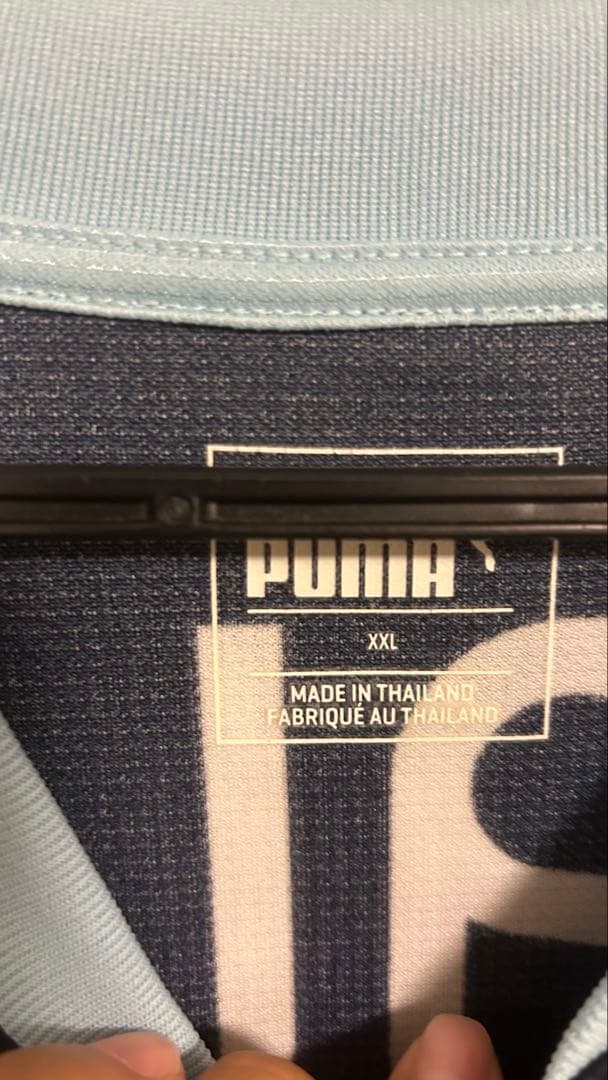 PUMA
XXL
MADE IN THAILAND
FABRIQUÉ AU THAILAND